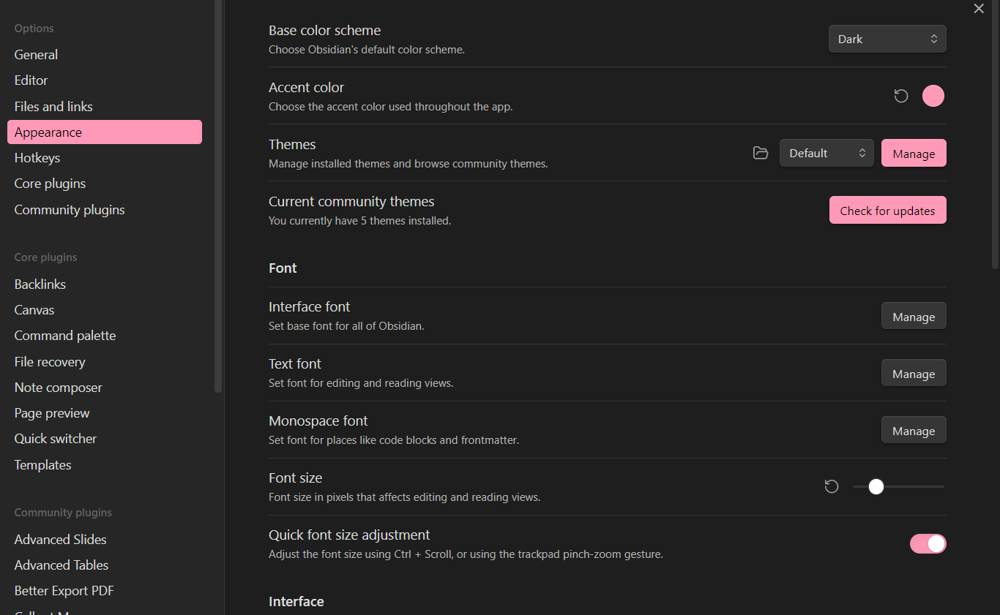 Options
General
Editor
Files and links
Appearance
Hotkeys
Core plugins
Community plugins
Core plugins
Backlinks
Canvas
Command palette
File recovery
Note composer
Page preview
Quick switcher
Templates
Community plugins
Advanced Slides
Advanced Tables
Better Export PDF
Base color scheme
Choose Obsidian's default color scheme.
Dark
Accent color
Choose the accent color used throughout the app.
Themes
Manage installed themes and browse community themes.
Default
Manage
Current community themes
You currently have 5 themes installed.
Check for updates
Font
Interface font
Set base font for all of Obsidian.
Manage
Text font
Set font for editing and reading views.
Manage
Monospace font
Set font for places like code blocks and frontmatter.
Manage
Font size
Font size in pixels that affects editing and reading views.
Quick font size adjustment
Adjust the font size using Ctrl + Scroll, or using the trackpad pinch-zoom gesture.
Interface